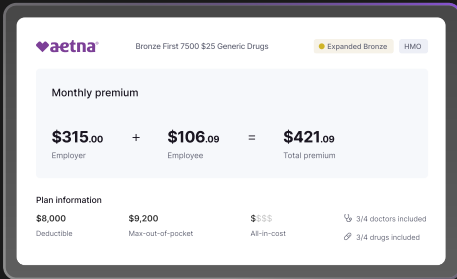 aetna®
Bronze First 7500 $25 Generic Drugs
Expanded Bronze
HMO
Monthly premium
$315.00 + $106.09 = $421.09
Employer Employee Total premium
Plan information
$8,000 $9,200 $$$$
Deductible Max-out-of-pocket All-in-cost
3/4 doctors included
3/4 drugs included